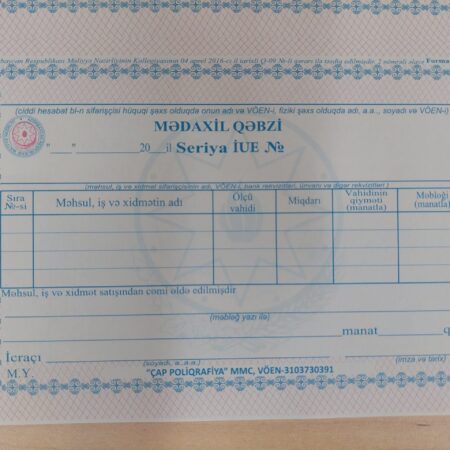 baycan Respublikası Maliyyə Nazirliyinin Kollegiyasının 04 aprel 2016-cı il tarixli Q-09 №-li qərarı ilə təsdiq edilmişdir. 2 nömrəli əlavə Forma
(ciddi hesabat bl-n sifarişçisi hüquqi şəxs olduqda onun adı və VÖEN-i, fiziki şəxs olduqda adı, a.a., soyadı və VÖEN-i)
MƏDAXİL QƏBZİ
"___" ______ 20__il Seriya İUE №
(məhsul, iş və xidmət sifarişçisinin adı, VÖEN-i, bank rekvizitləri, ünvanı və digər rekvizitləri)
Sıra №-si Məhsul, iş və xidmətin adı Ölçü vahidi Miqdarı Vahidinin qiyməti (manatla) Məbləği (manatla)
Məhsul, iş və xidmət satışından cəmi əldə edilmişdir
(məbləğ yazı ilə)
manat q
İcraçı
(soyadı, a.,a.a.) (imza və tarix)
M.Y. "ÇAP POLİQRAFİYA" MMC, VÖEN-3103730391